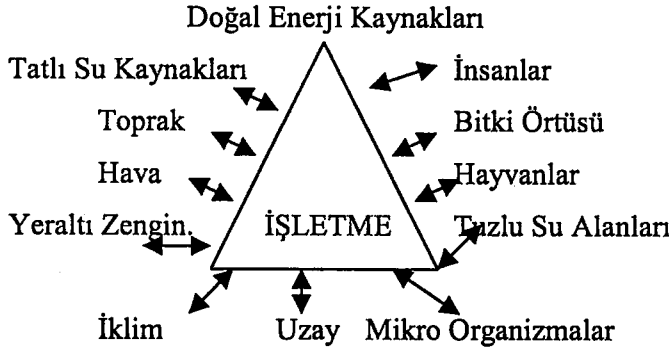 Doğal Enerji Kaynakları
Tatlı Su Kaynakları
İnsanlar
Toprak
Bitki Örtüsü
Hava
Hayvanlar
Yeraltı Zengin.
İŞLETME
Tuzlu Su Alanları
İklim
Uzay
Mikro Organizmalar